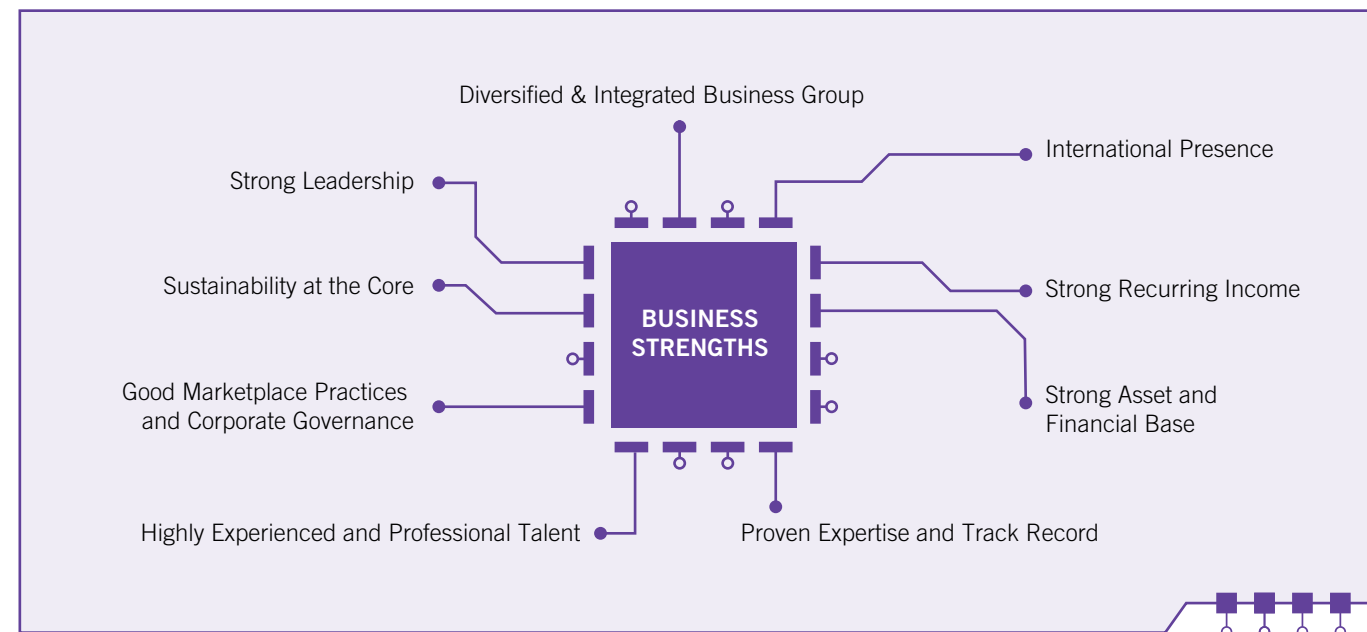 Diversified & Integrated Business Group
International Presence
Strong Leadership
Sustainability at the Core
Strong Recurring Income
BUSINESS
STRENGTHS
Good Marketplace Practices
and Corporate Governance
Strong Asset and
Financial Base
Highly Experienced and Professional Talent
Proven Expertise and Track Record